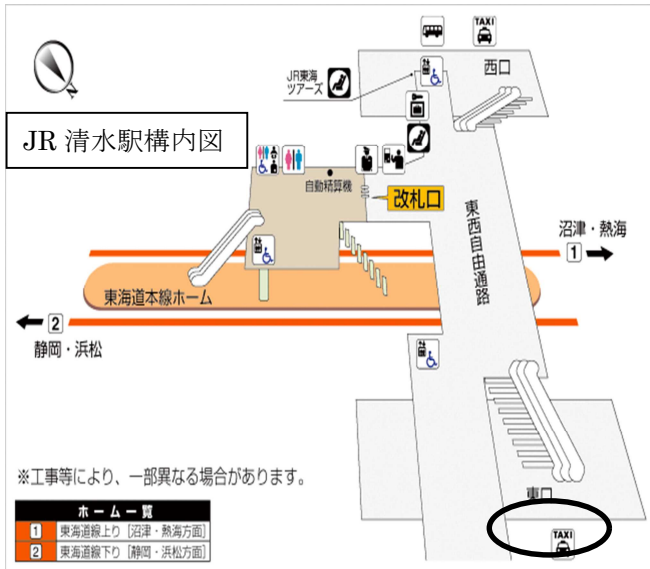 TAXI
西口
JR東海
ツアーズ
JR 清水駅構内図
自動精算機
改札口
東西自由通路
沼津・熱海
1
東海道本線ホーム
2
静岡・浜松
※工事等により、一部異なる場合があります。
東口
TAXI
ホーム一覧
1 東海道線上り [沼津・熱海方面]
2 東海道線下り [静岡・浜松方面]